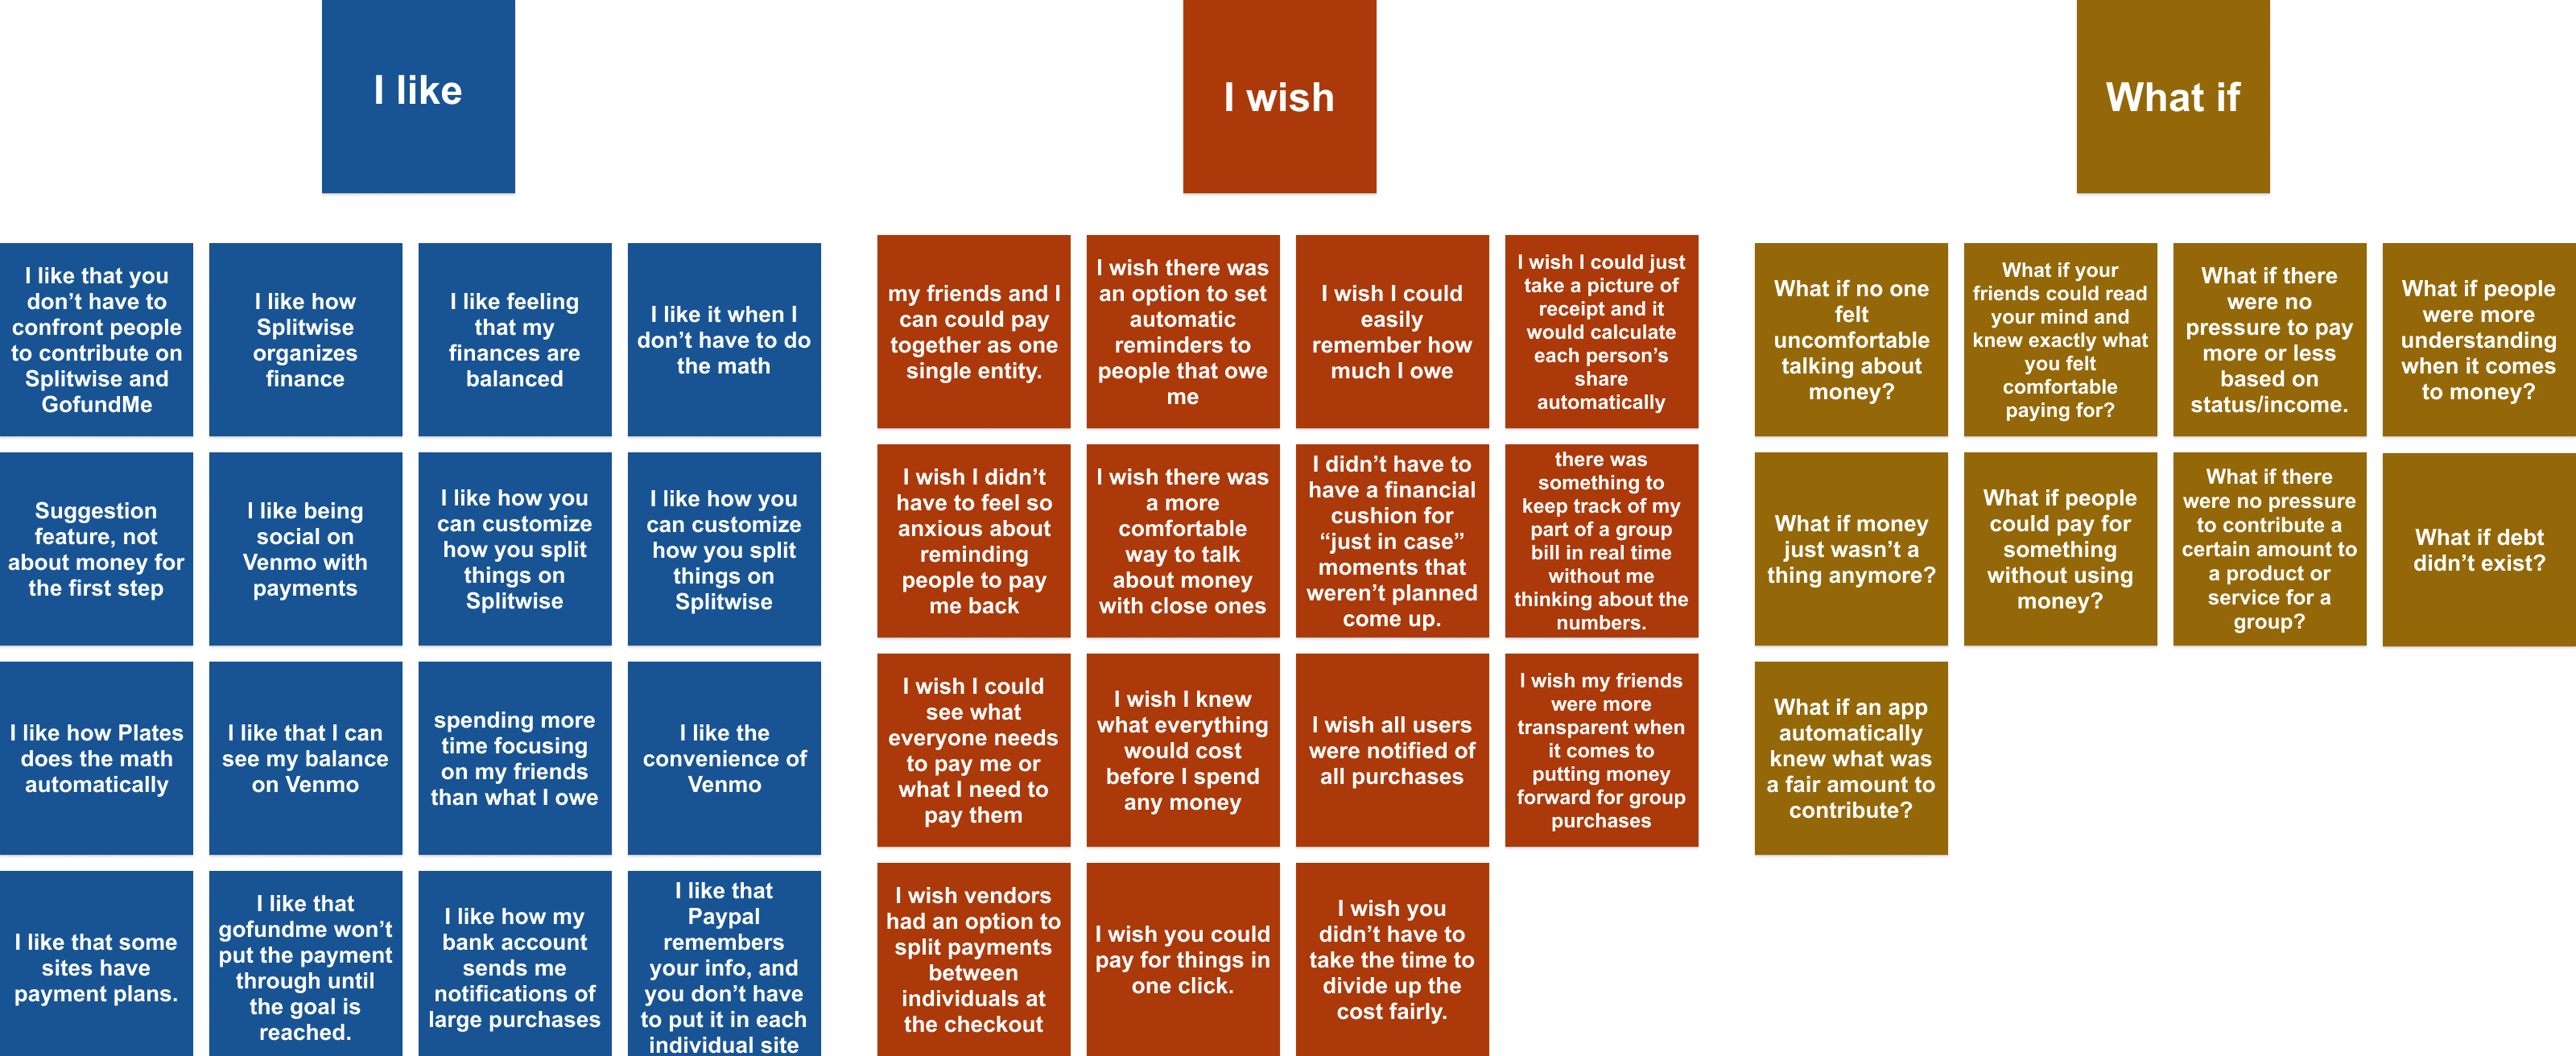 I like
I like that you
don’t have to
confront people
to contribute on
Splitwise and
GofundMe
I like how
Splitwise
organizes
finance
I like feeling
that my
finances are
balanced
I like it when I
don’t have to do
the math
Suggestion
feature, not
about money for
the first step
I like being
social on
Venmo with
payments
I like how you
can customize
how you split
things on
Splitwise
I like how you
can customize
how you split
things on
Splitwise
I like how Plates
does the math
automatically
I like that I can
see my balance
on Venmo
spending more
time focusing
on my friends
than what I owe
I like the
convenience of
Venmo
I like that some
sites have
payment plans.
I like that
gofundme won’t
put the payment
through until
the goal is
reached.
I like how my
bank account
sends me
notifications of
large purchases
I like that
Paypal
remembers
your info, and
you don’t have
to put it in each
individual site
I wish
my friends and I
can could pay
together as one
single entity.
I wish there was
an option to set
automatic
reminders to
people that owe
me
I wish I could
easily
remember how
much I owe
I wish I could just
take a picture of
receipt and it
would calculate
each person’s
share
automatically
I wish I didn’t
have to feel so
anxious about
reminding
people to pay
me back
I wish there was
a more
comfortable
way to talk
about money
with close ones
I didn’t have to
have a financial
cushion for
“just in case”
moments that
weren’t planned
come up.
there was
something to
keep track of my
part of a group
bill in real time
without me
thinking about the
numbers.
I wish I could
see what
everyone needs
to pay me or
what I need to
pay them
I wish I knew
what everything
would cost
before I spend
any money
I wish all users
were notified of
all purchases
I wish my friends
were more
transparent when
it comes to
putting money
forward for group
purchases
I wish vendors
had an option to
split payments
between
individuals at
the checkout
I wish you could
pay for things in
one click.
I wish you
didn’t have to
take the time to
divide up the
cost fairly.
What if
What if no one
felt
uncomfortable
talking about
money?
What if your
friends could read
your mind and
knew exactly what
you felt
comfortable
paying for?
What if there
were no
pressure to pay
more or less
based on
status/income.
What if people
were more
understanding
when it comes
to money?
What if money
just wasn’t a
thing anymore?
What if people
could pay for
something
without using
money?
What if there
were no pressure
to contribute a
certain amount to
a product or
service for a
group?
What if debt
didn’t exist?
What if an app
automatically
knew what was
a fair amount to
contribute?